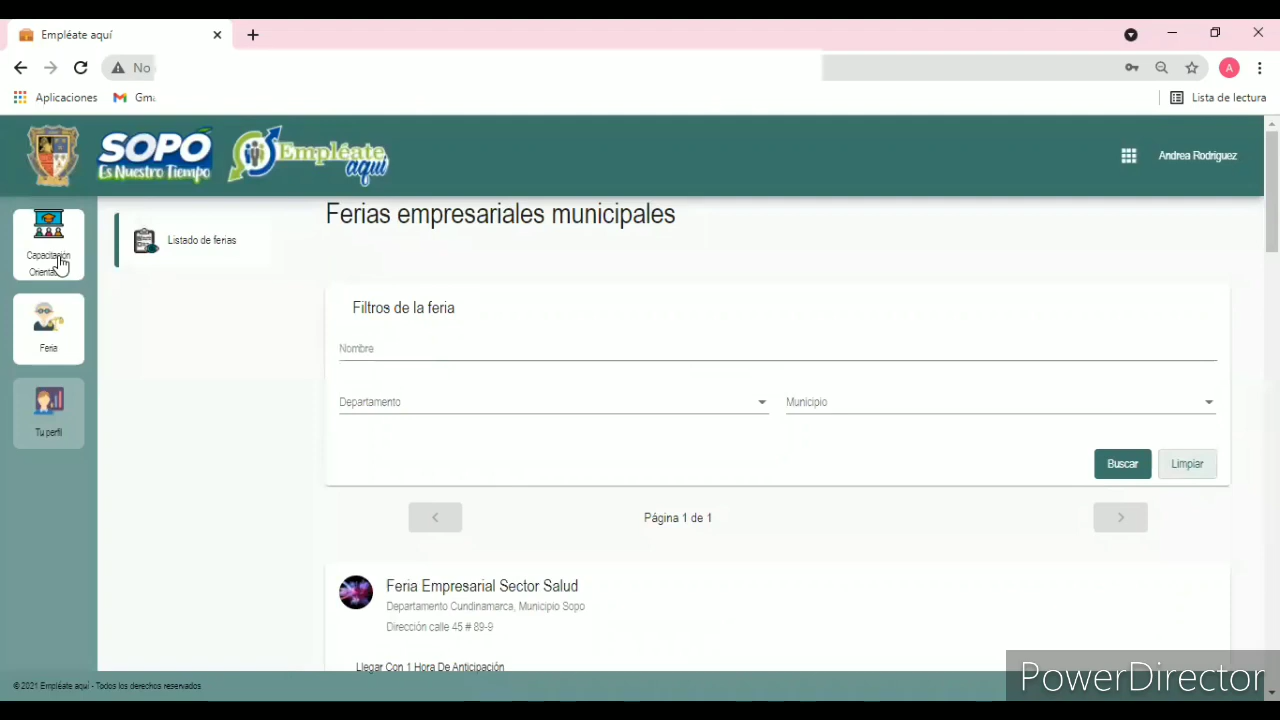 Empléate aquí
No
Aplicaciones
Gma
Lista de lectura
SOPÓ
Es Nuestro Tiempo
Empléate
aquí
Andrea Rodriguez
Capacitación
Feria
Tu perfil
Listado de ferias
Ferias empresariales municipales
Filtros de la feria
Nombre
Departamento
Municipio
Buscar
Limpiar
Página 1 de 1
Feria Empresarial Sector Salud
Departamento Cundinamarca, Municipio Sopo
Dirección calle 45 # 89-9
Llegar Con 1 Hora De Anticipación
© 2021 Empléate aquí - Todos los derechos reservados
PowerDirector
A